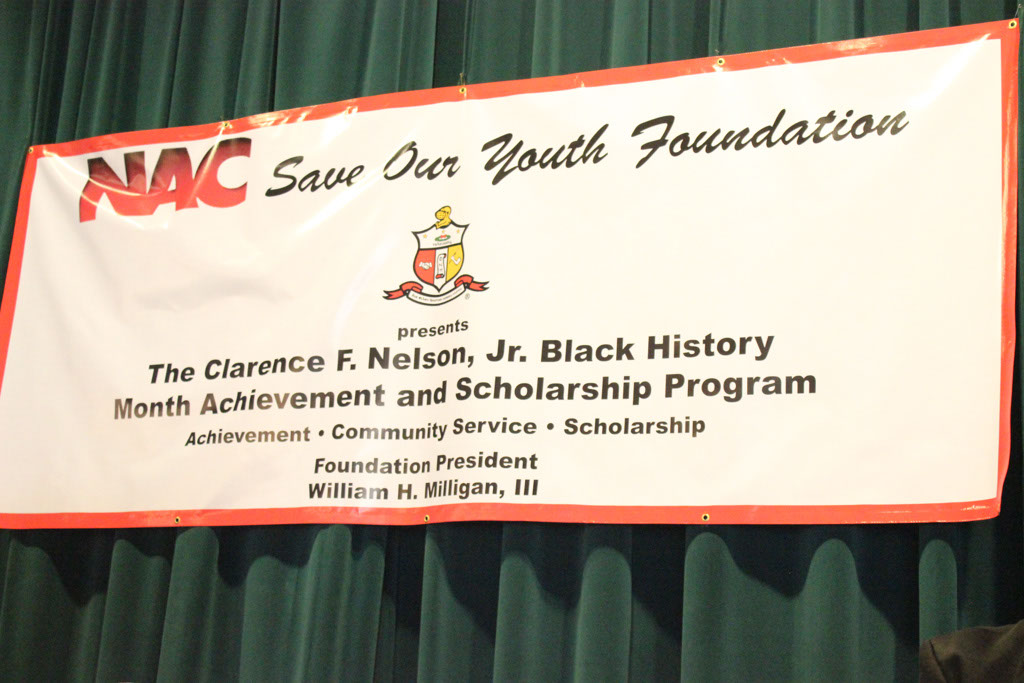 NAC Save Our Youth Foundation
presents
The Clarence F. Nelson, Jr. Black History
Month Achievement and Scholarship Program
Achievement • Community Service • Scholarship
Foundation President
William H. Milligan, III